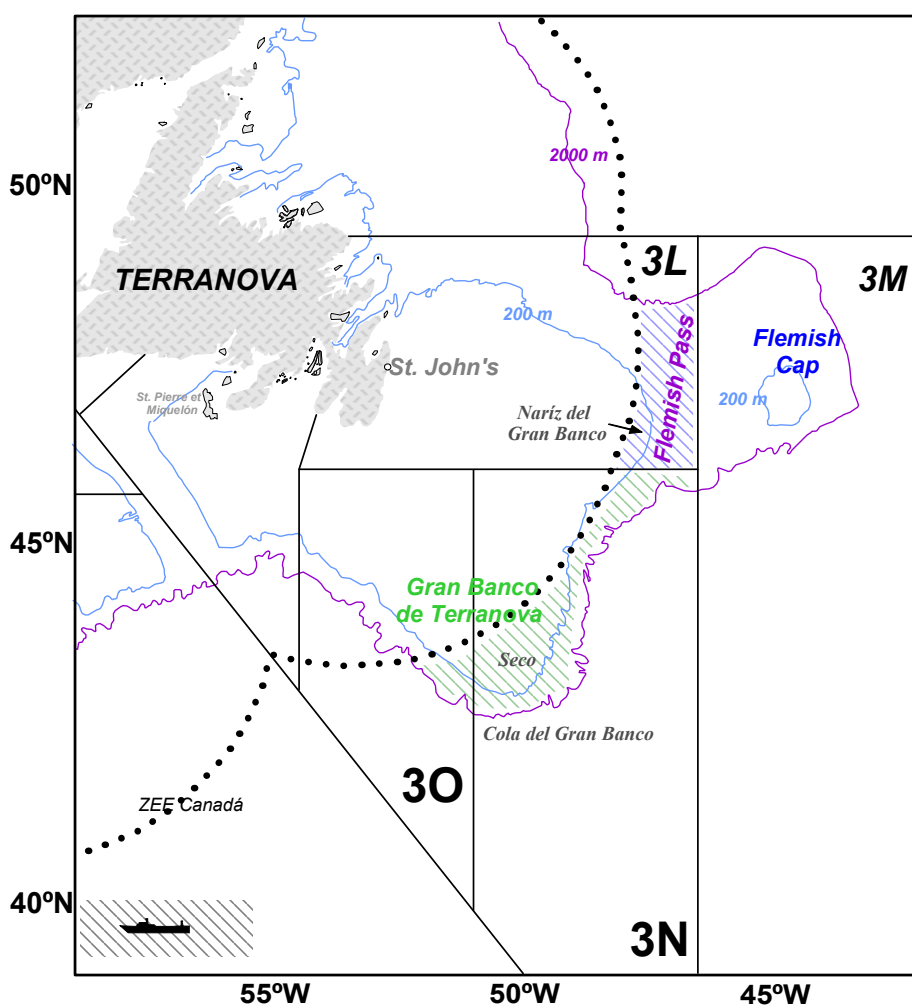 50ºN
2000 m
3L
3M
TERRANOVA
200 m
Flemish Pass
Flemish
Cap
St. John's
200 m
St. Pierre et
Miquelón
Naríz del
Gran Banco
45ºN
Gran Banco
de Terranova
Seco
Cola del Gran Banco
3O
ZEE Canadá
40ºN
3N
55ºW
50ºW
45ºW